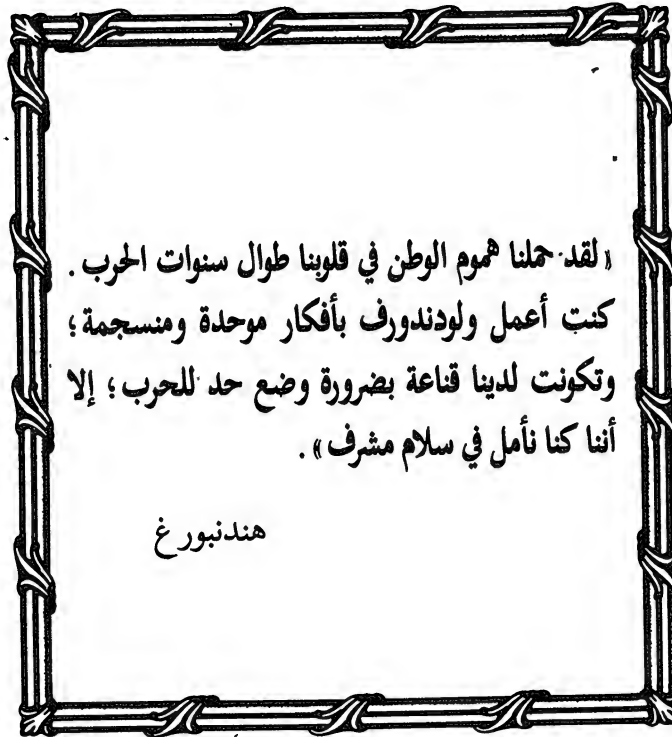 «لقد حملنا هموم الوطن في قلوبنا طوال سنوات الحرب .
كنت أعمل ولودندورف بأفكار موحدة ومنسجمة ؛
وتكونت لدينا قناعة بضرورة وضع حد للحرب ؛ إلا
أننا كنا نأمل في سلام مشرف» .
هندنبورغ